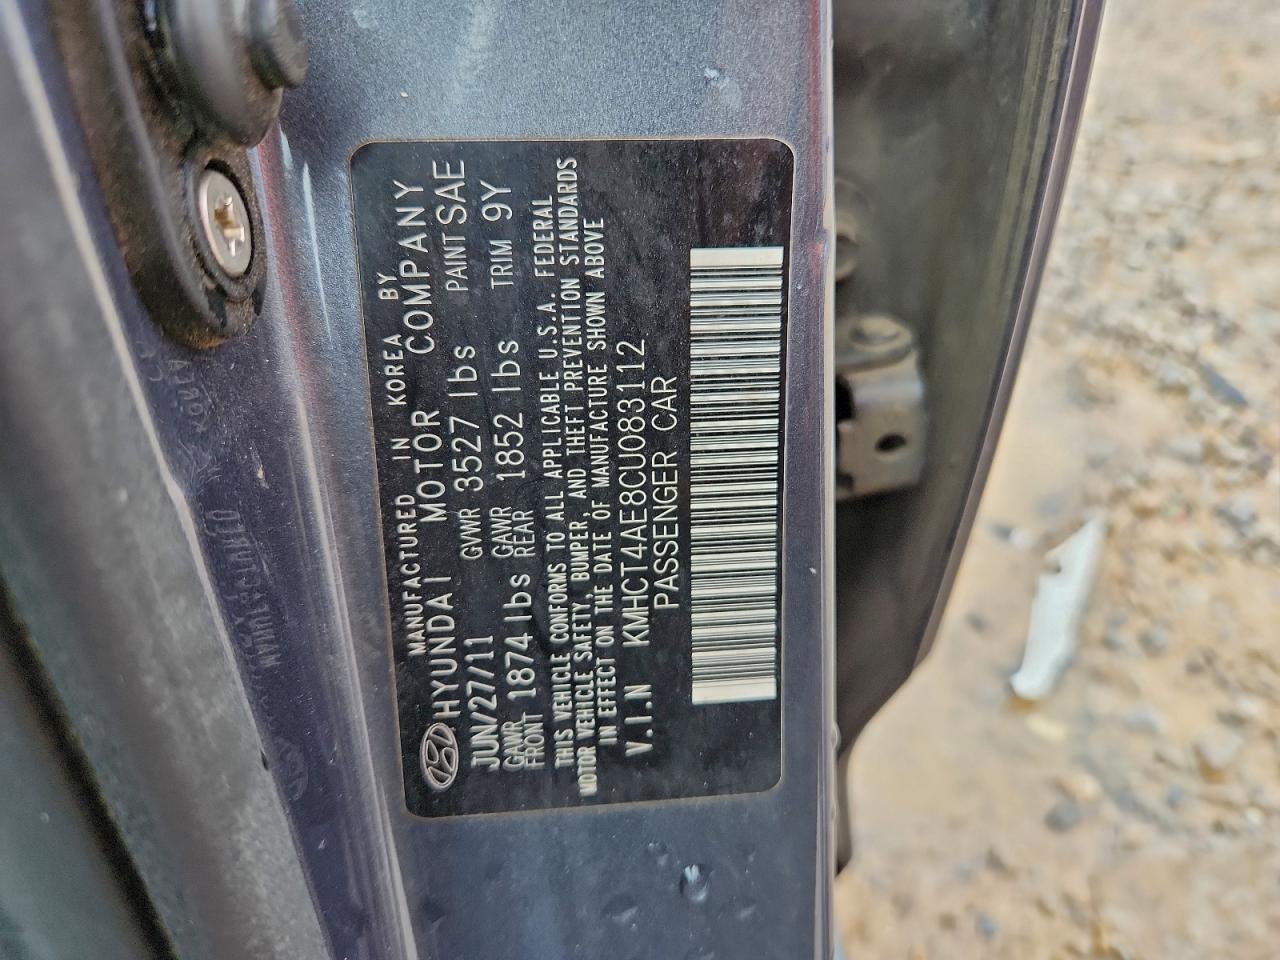 MANUFACTURED IN KOREA BY
HYUNDAI MOTOR COMPANY
JUN/27/11 GVWR 3527 lbs PAINT SAE
GAWR FRONT 1874 lbs GAWR REAR 1852 lbs TRIM 9Y
THIS VEHICLE CONFORMS TO ALL APPLICABLE U.S.A. FEDERAL
MOTOR VEHICLE SAFETY, BUMPER, AND THEFT PREVENTION STANDARDS
IN EFFECT ON THE DATE OF MANUFACTURE SHOWN ABOVE
V.I.N KMHCT4AE8CU083112
PASSENGER CAR